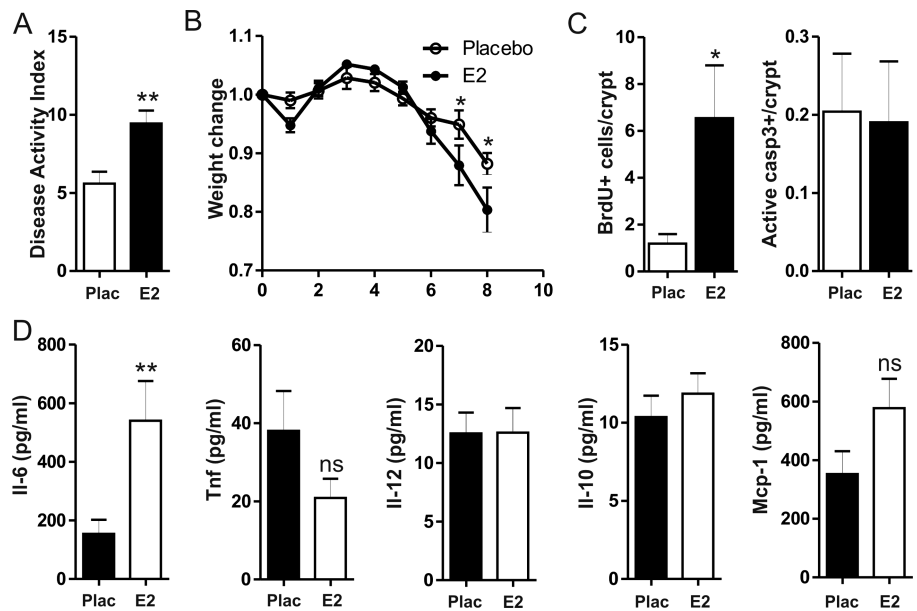 A
Disease Activity Index
15
10
5
0
**
Plac
E2
B
Weight change
1.1
1.0
0.9
0.8
0.7
Placebo
E2
*
*
0
2
4
6
8
10
C
BrdU+ cells/crypt
10
8
6
4
2
0
*
Plac
E2
Active casp3+/crypt
0.3
0.2
0.1
0.0
Plac
E2
D
Il-6 (pg/ml)
800
600
400
200
0
**
Plac
E2
Tnf (pg/ml)
60
40
20
0
ns
Plac
E2
Il-12 (pg/ml)
20
15
10
5
0
Plac
E2
Il-10 (pg/ml)
15
10
5
0
Plac
E2
Mcp-1 (pg/ml)
800
600
400
200
0
ns
Plac
E2